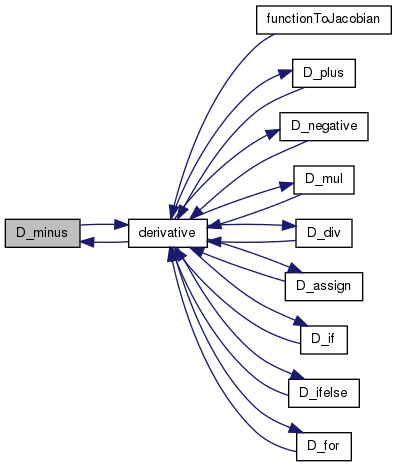 functionToJacobian
D_plus
D_negative
D_mul
D_minus
derivative
D_div
D_assign
D_if
D_ifelse
D_for